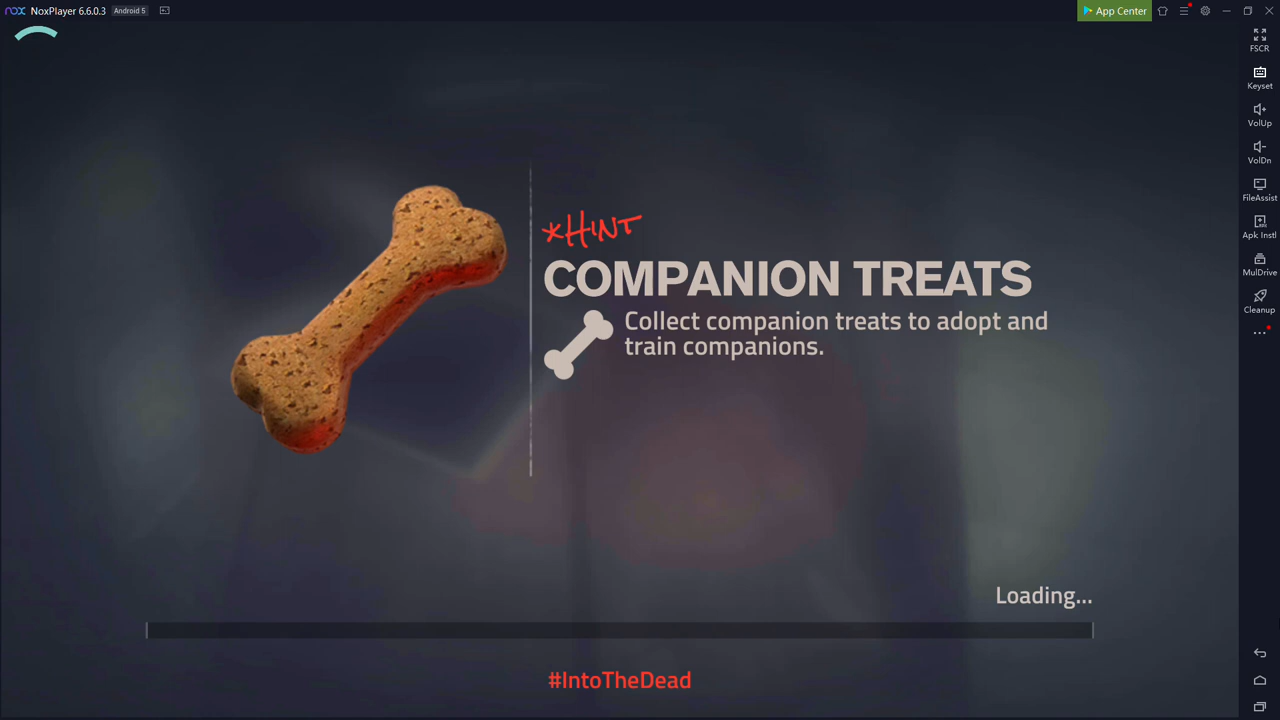 nox NoxPlayer 6.6.0.3 Android 5
App Center
FSCR
Keyset
VolUp
VolDn
FileAssist
Apk Instl
MulDrive
Cleanup
*HINT
COMPANION TREATS
Collect companion treats to adopt and
train companions.
Loading...
#IntoTheDead